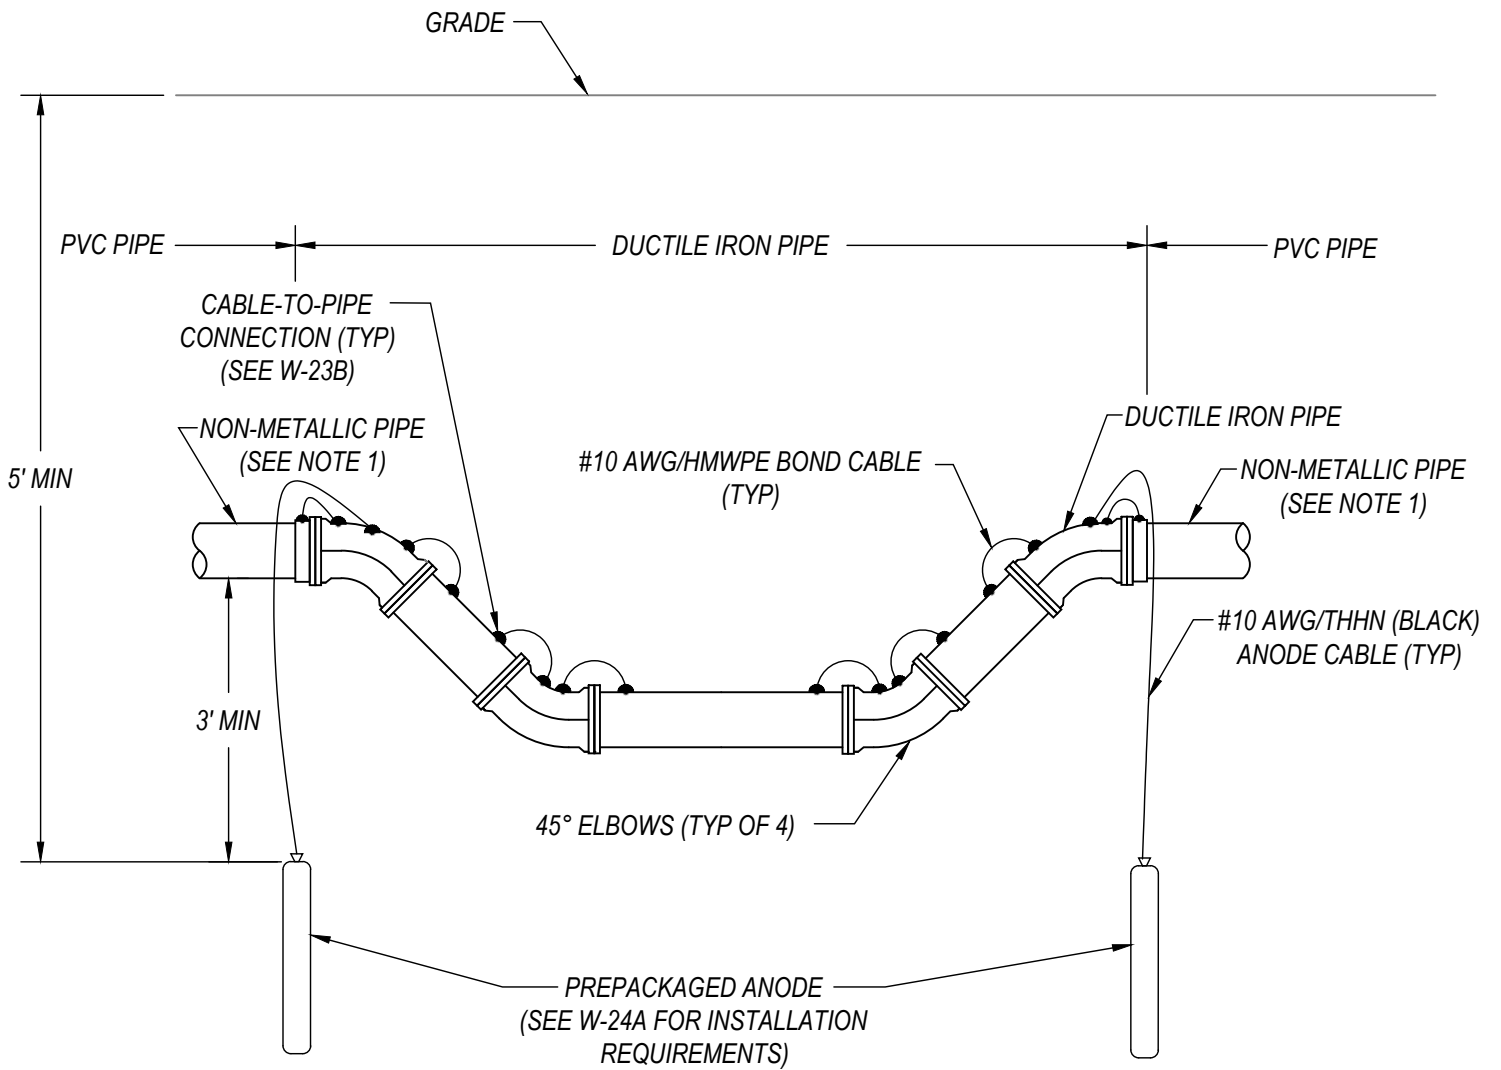 GRADE
PVC PIPE
DUCTILE IRON PIPE
PVC PIPE
CABLE-TO-PIPE
CONNECTION (TYP)
(SEE W-23B)
NON-METALLIC PIPE
(SEE NOTE 1)
#10 AWG/HMWPE BOND CABLE
(TYP)
DUCTILE IRON PIPE
NON-METALLIC PIPE
(SEE NOTE 1)
5' MIN
#10 AWG/THHN (BLACK)
ANODE CABLE (TYP)
3' MIN
45° ELBOWS (TYP OF 4)
PREPACKAGED ANODE
(SEE W-24A FOR INSTALLATION
REQUIREMENTS)